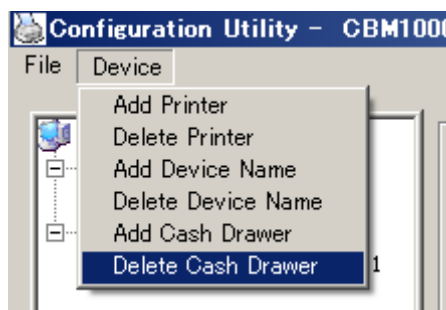 Configuration Utility - CBM100
File Device
Add Printer
Delete Printer
Add Device Name
Delete Device Name
Add Cash Drawer
Delete Cash Drawer
1